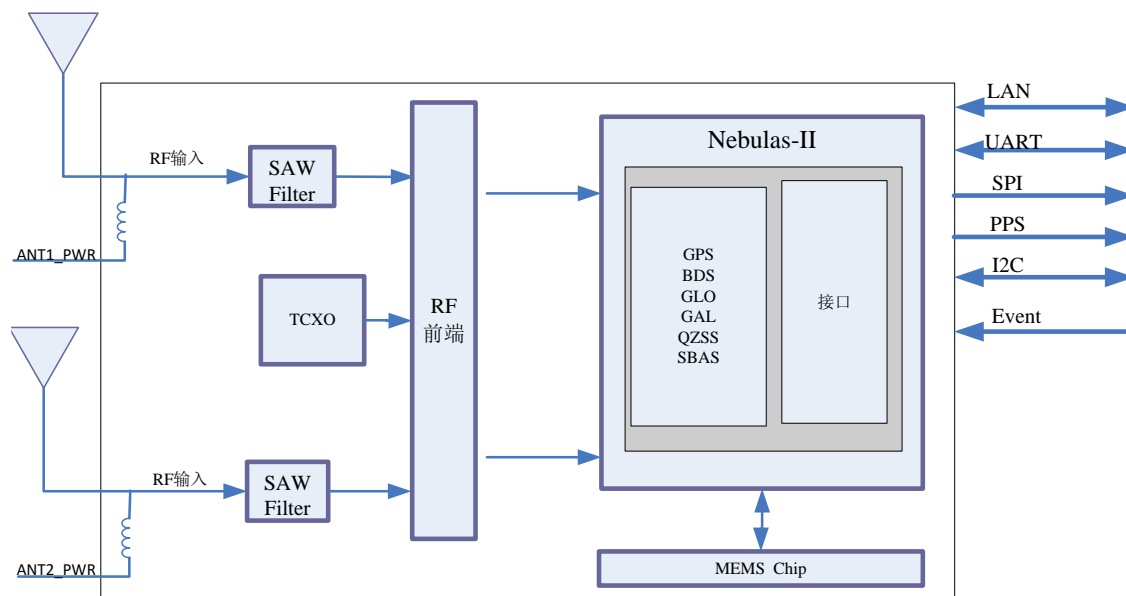 RF输入
SAW
Filter
ANT1_PWR
TCXO
RF
前端
RF输入
SAW
Filter
ANT2_PWR
Nebulas-II
GPS
BDS
GLO
GAL
QZSS
SBAS
接口
MEMS Chip
LAN
UART
SPI
PPS
I2C
Event